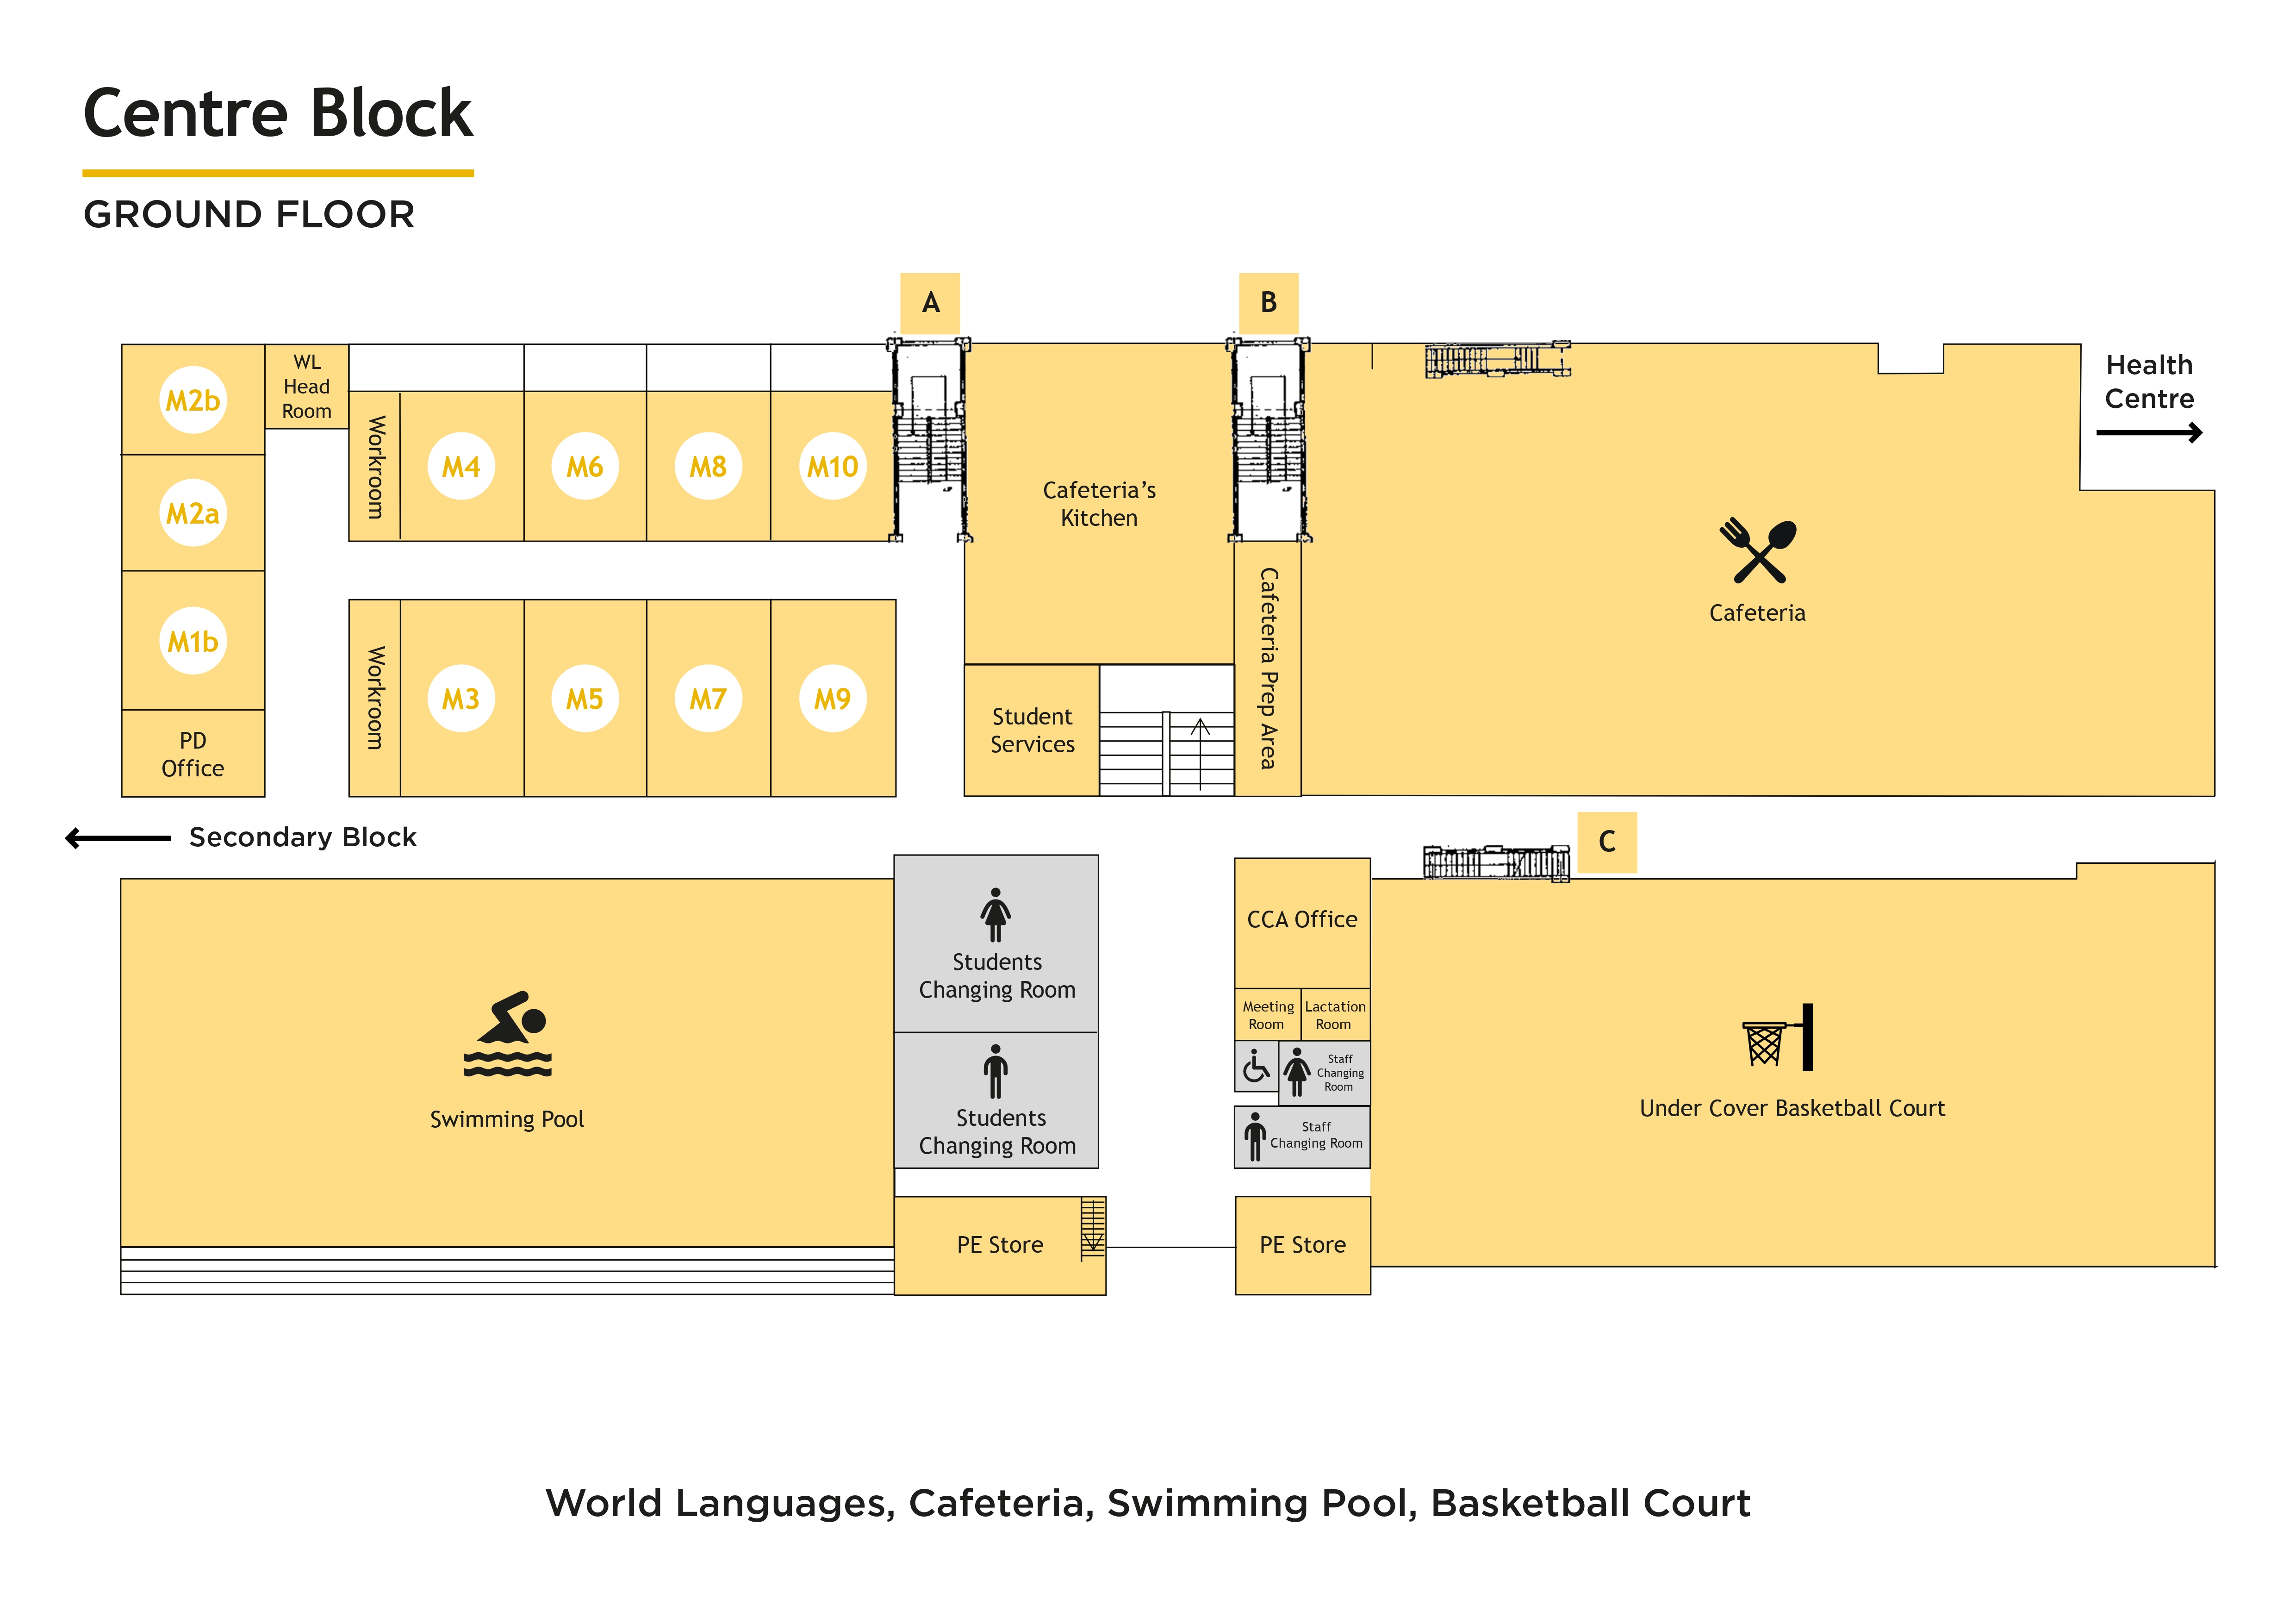 Centre Block
GROUND FLOOR
A
B
M2b
WL
Head
Room
Workroom
M4
M6
M8
M10
Cafeteria’s
Kitchen
Health
Centre
M2a
Cafeteria
M1b
PD
Office
Workroom
M3
M5
M7
M9
Student
Services
Cafeteria Prep Area
Secondary Block
C
Swimming Pool
Students
Changing Room
Students
Changing Room
PE Store
CCA Office
Meeting
Room
Lactation
Room
Staff
Changing
Room
Staff
Changing Room
PE Store
Under Cover Basketball Court
World Languages, Cafeteria, Swimming Pool, Basketball Court